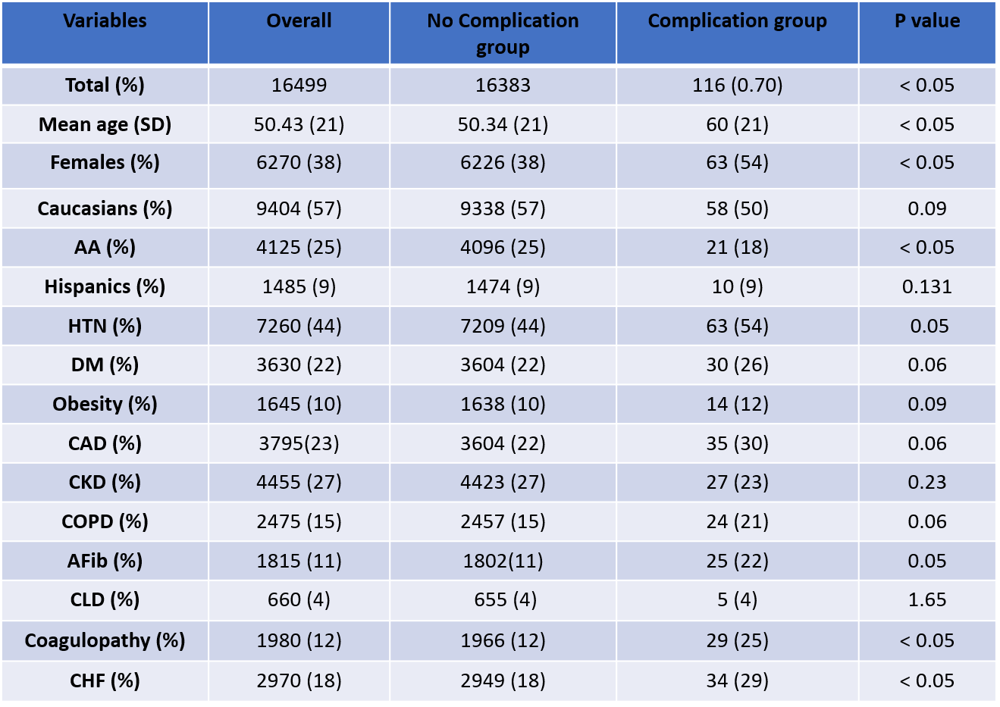 Variables Overall No Complication group Complication group P value
Total (%) 16499 16383 116 (0.70) < 0.05
Mean age (SD) 50.43 (21) 50.34 (21) 60 (21) < 0.05
Females (%) 6270 (38) 6226 (38) 63 (54) < 0.05
Caucasians (%) 9404 (57) 9338 (57) 58 (50) 0.09
AA (%) 4125 (25) 4096 (25) 21 (18) < 0.05
Hispanics (%) 1485 (9) 1474 (9) 10 (9) 0.131
HTN (%) 7260 (44) 7209 (44) 63 (54) 0.05
DM (%) 3630 (22) 3604 (22) 30 (26) 0.06
Obesity (%) 1645 (10) 1638 (10) 14 (12) 0.09
CAD (%) 3795(23) 3604 (22) 35 (30) 0.06
CKD (%) 4455 (27) 4423 (27) 27 (23) 0.23
COPD (%) 2475 (15) 2457 (15) 24 (21) 0.06
AFib (%) 1815 (11) 1802(11) 25 (22) 0.05
CLD (%) 660 (4) 655 (4) 5 (4) 1.65
Coagulopathy (%) 1980 (12) 1966 (12) 29 (25) < 0.05
CHF (%) 2970 (18) 2949 (18) 34 (29) < 0.05